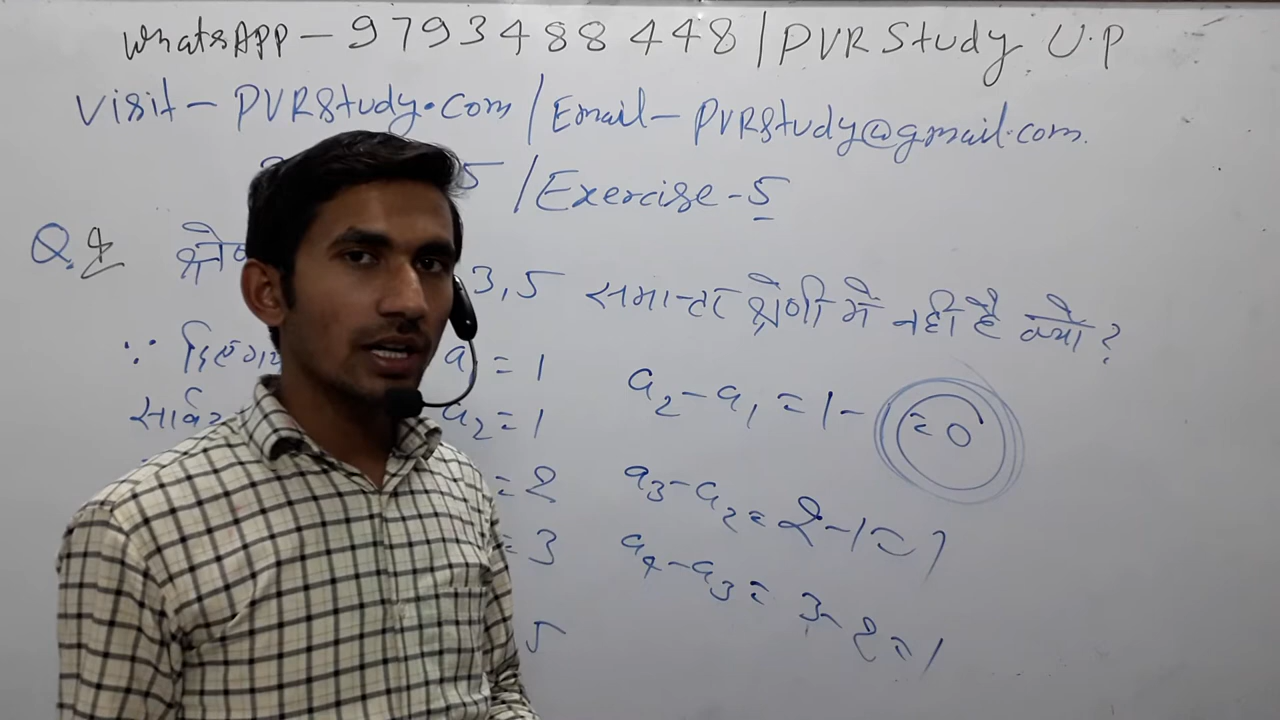 WhatsAPP - 9793488448 | PVR Study U.P
Visit - PVRStudy.Com / Email - PVRStudy@gmail.com.
5 / Exercise - 5
Q. 3, 5 समान्तर श्रेणी में नहीं है क्यों?
∵ a = 1 a₂ - a₁ = 1 - = 0
a₂ = 1
= 2 a₃ - a₂ = 2 - 1 = 1
= 3 a₄ - a₃ = 3 - 2 = 1
5